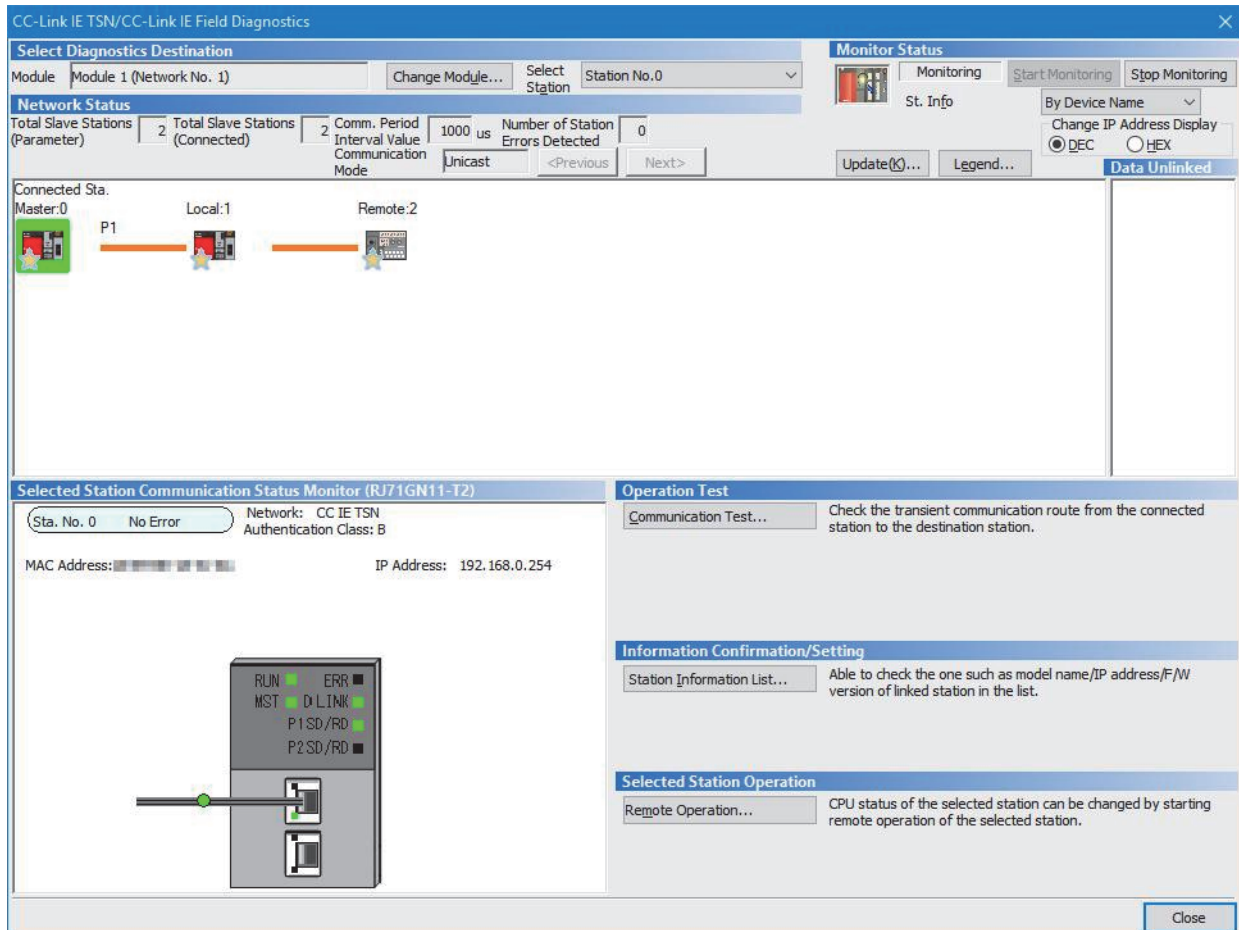 CC-Link IE TSN/CC-Link IE Field Diagnostics
Select Diagnostics Destination
Module Module 1 (Network No. 1) Change Module... Select Station Station No.0
Monitor Status
Monitoring Start Monitoring Stop Monitoring
St. Info By Device Name
Network Status
Total Slave Stations (Parameter) 2 Total Slave Stations (Connected) 2 Comm. Period Interval Value 1000 us Number of Station Errors Detected 0
Communication Mode Unicast <Previous Next>
Change IP Address Display
DEC HEX
Update(K)... Legend...
Data Unlinked
Connected Sta.
Master:0 Local:1 Remote:2
P1
Selected Station Communication Status Monitor (RJ71GN11-T2)
Sta. No. 0 No Error
Network: CC IE TSN
Authentication Class: B
MAC Address: IP Address: 192.168.0.254
RUN ERR
MST D LINK
P1 SD/RD
P2 SD/RD
Operation Test
Communication Test...
Check the transient communication route from the connected
station to the destination station.
Information Confirmation/Setting
Station Information List...
Able to check the one such as model name/IP address/F/W
version of linked station in the list.
Selected Station Operation
Remote Operation...
CPU status of the selected station can be changed by starting
remote operation of the selected station.
Close